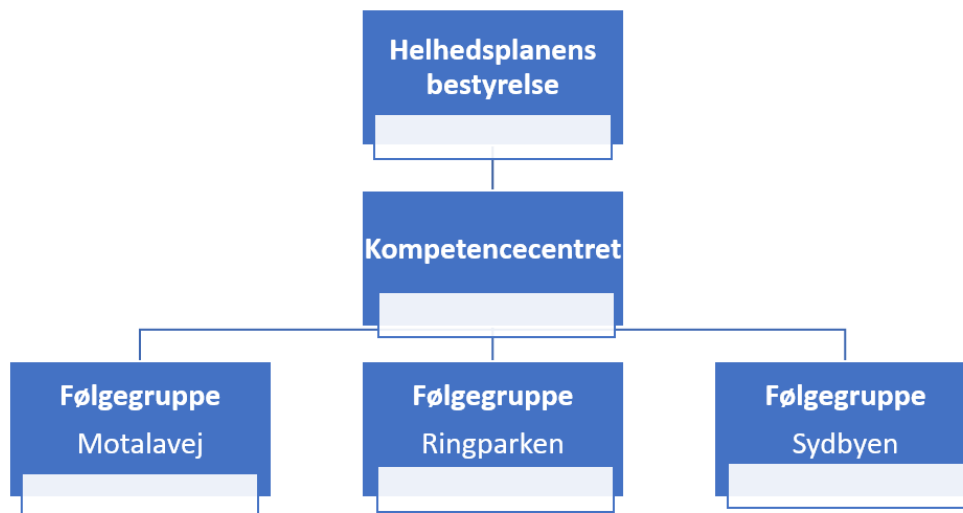 Helhedsplanens
bestyrelse
Kompetencecentret
Følgegruppe
Motalavej
Følgegruppe
Ringparken
Følgegruppe
Sydbyen